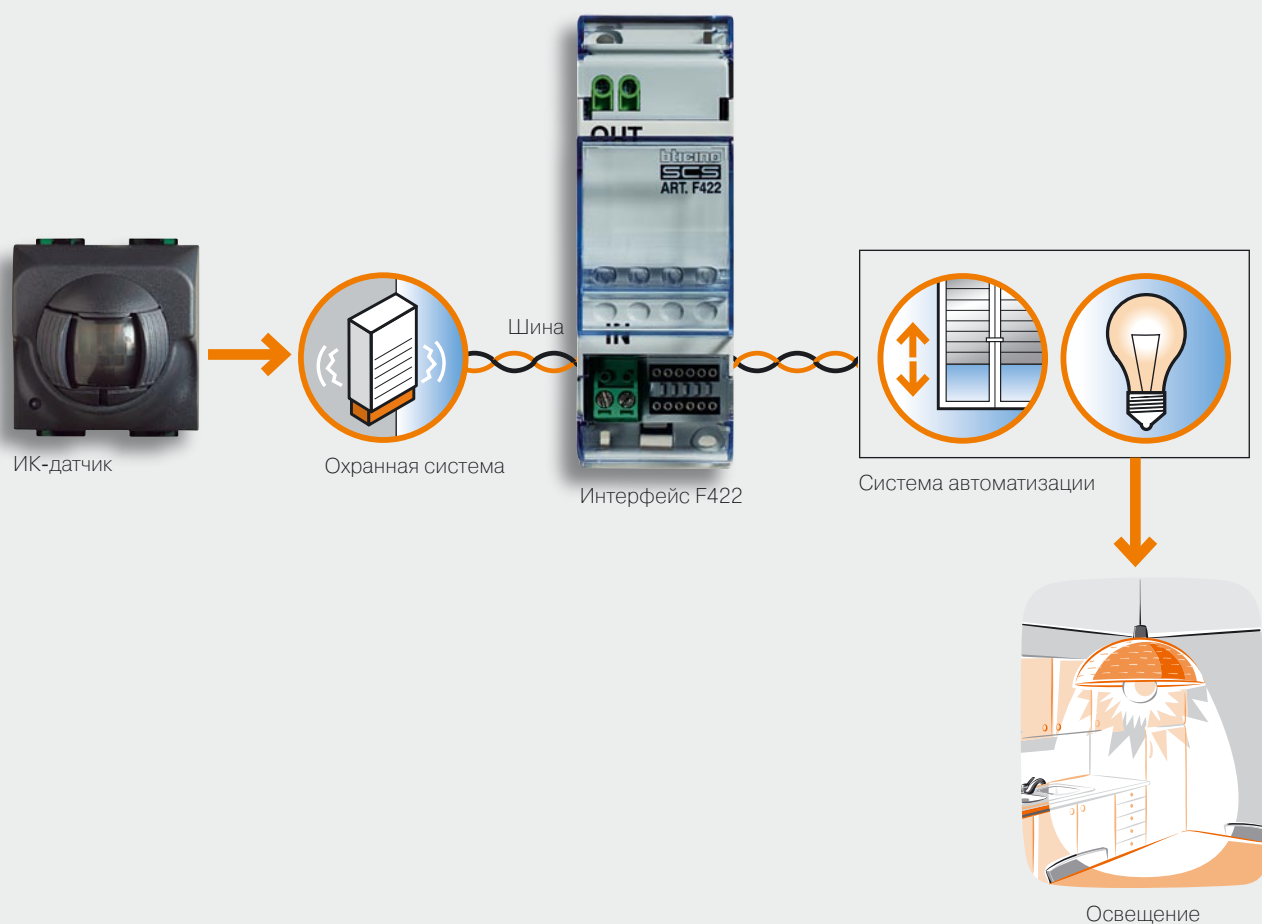 OUT
bticino
SCS
ART. F422
Шина
IN
ИК-датчик
Охранная система
Интерфейс F422
Система автоматизации
Освещение